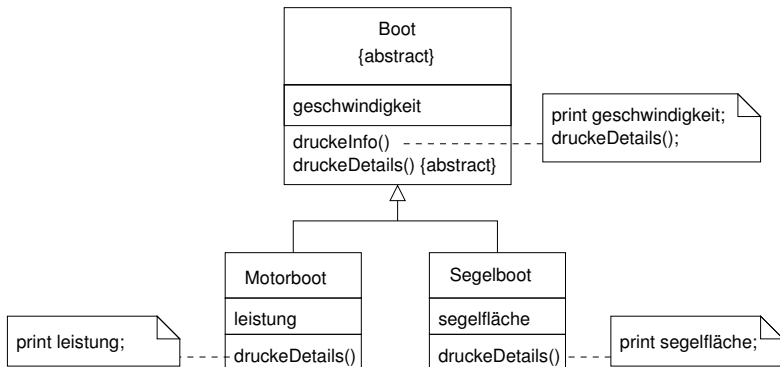 Boot
{abstract}
geschwindigkeit
druckeInfo()
druckeDetails() {abstract}
print geschwindigkeit;
druckeDetails();
Motorboot
leistung
druckeDetails()
print leistung;
Segelboot
segelfläche
druckeDetails()
print segelfläche;